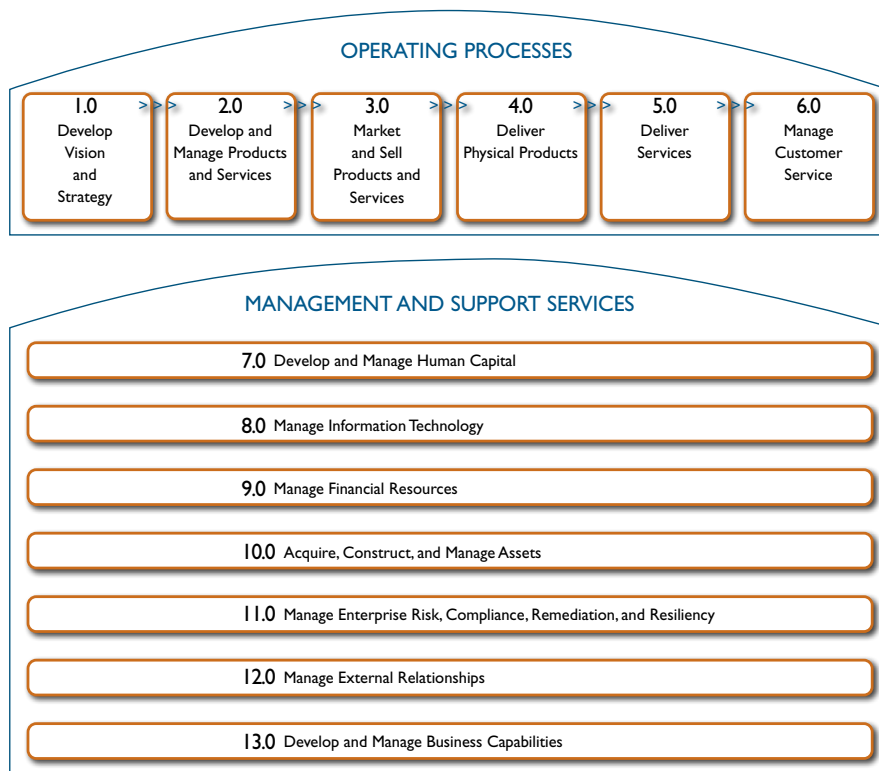 OPERATING PROCESSES
1.0 >>> 2.0 >>> 3.0 >>> 4.0 >>> 5.0 >>> 6.0
Develop
Vision
and
Strategy
Develop and
Manage Products
and Services
Market
and Sell
Products and
Services
Deliver
Physical Products
Deliver
Services
Manage
Customer
Service
MANAGEMENT AND SUPPORT SERVICES
7.0 Develop and Manage Human Capital
8.0 Manage Information Technology
9.0 Manage Financial Resources
10.0 Acquire, Construct, and Manage Assets
11.0 Manage Enterprise Risk, Compliance, Remediation, and Resiliency
12.0 Manage External Relationships
13.0 Develop and Manage Business Capabilities